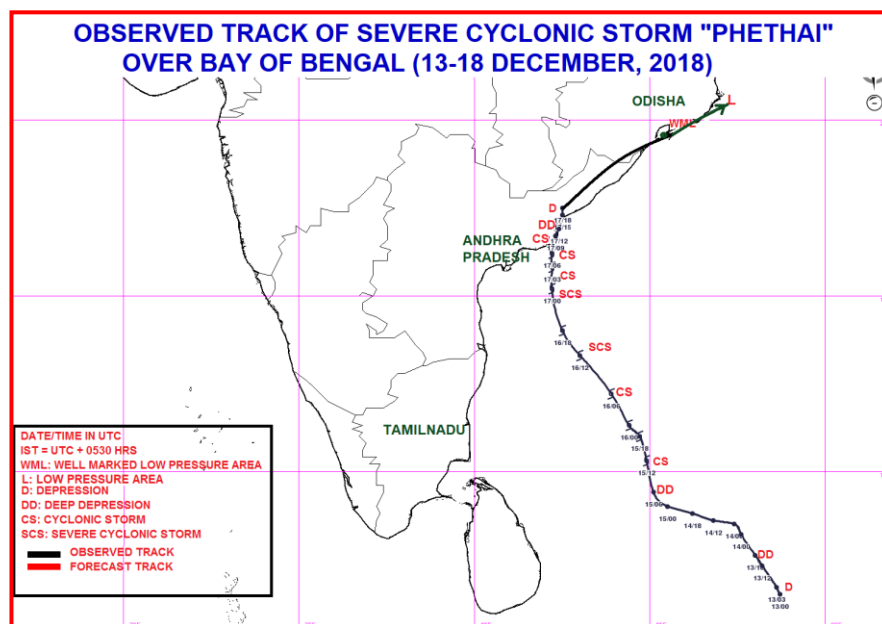 OBSERVED TRACK OF SEVERE CYCLONIC STORM "PHETHAI"
OVER BAY OF BENGAL (13-18 DECEMBER, 2018)
ODISHA
L
WML
D
17/18
DD
17/12
CS
17/09
ANDHRA
PRADESH
CS
17/06
CS
17/03
SCS
17/00
16/18
SCS
16/12
CS
16/06
TAMILNADU
16/00
15/18
CS
15/12
DD
15/06
15/00
14/18
14/12
14/00
DD
13/12
D
13/03
13/00
DATE/TIME IN UTC
IST = UTC + 0530 HRS
WML: WELL MARKED LOW PRESSURE AREA
L: LOW PRESSURE AREA
D: DEPRESSION
DD: DEEP DEPRESSION
CS: CYCLONIC STORM
SCS: SEVERE CYCLONIC STORM
OBSERVED TRACK
FORECAST TRACK